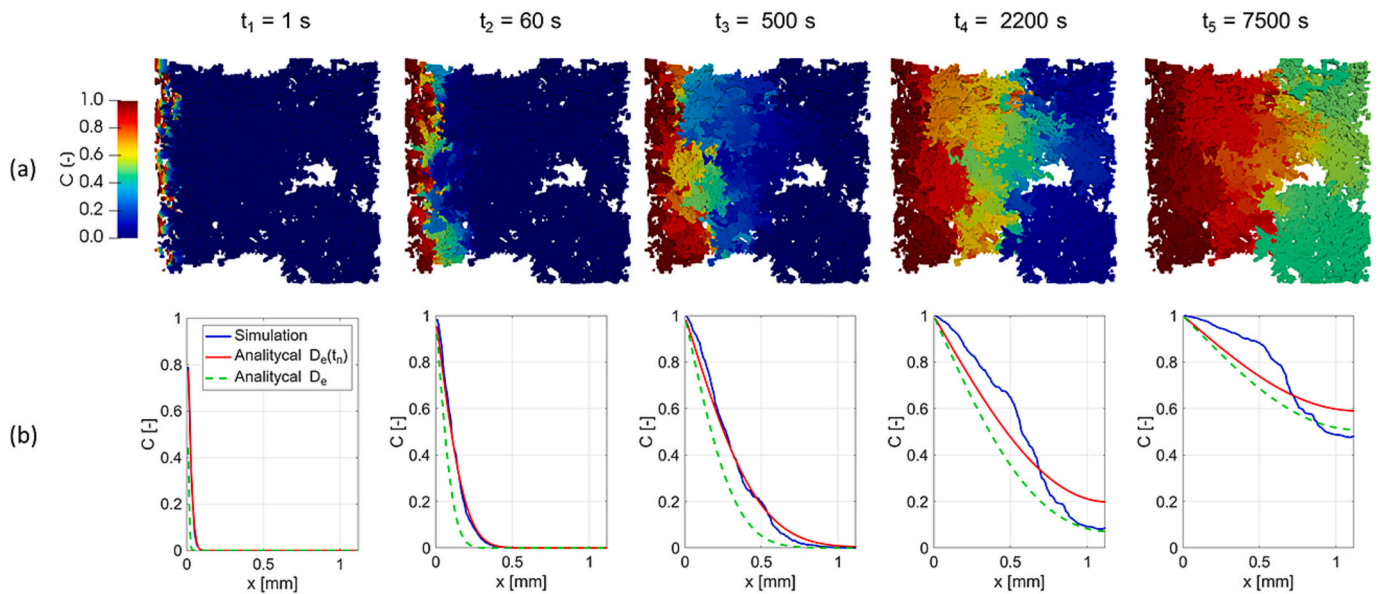 t₁ = 1 s
t₂ = 60 s
t₃ = 500 s
t₄ = 2200 s
t₅ = 7500 s
(a)
C (-)
1.0
0.8
0.6
0.4
0.2
0.0
(b)
C [-]
1
0.8
0.6
0.4
0.2
0
Simulation
Analitycal Dₑ(tₙ)
Analitycal Dₑ
0
0.5
1
x [mm]
C [-]
1
0.8
0.6
0.4
0.2
0
0
0.5
1
x [mm]
C [-]
1
0.8
0.6
0.4
0.2
0
0
0.5
1
x [mm]
C [-]
1
0.8
0.6
0.4
0.2
0
0
0.5
1
x [mm]
C [-]
1
0.8
0.6
0.4
0.2
0
0
0.5
1
x [mm]